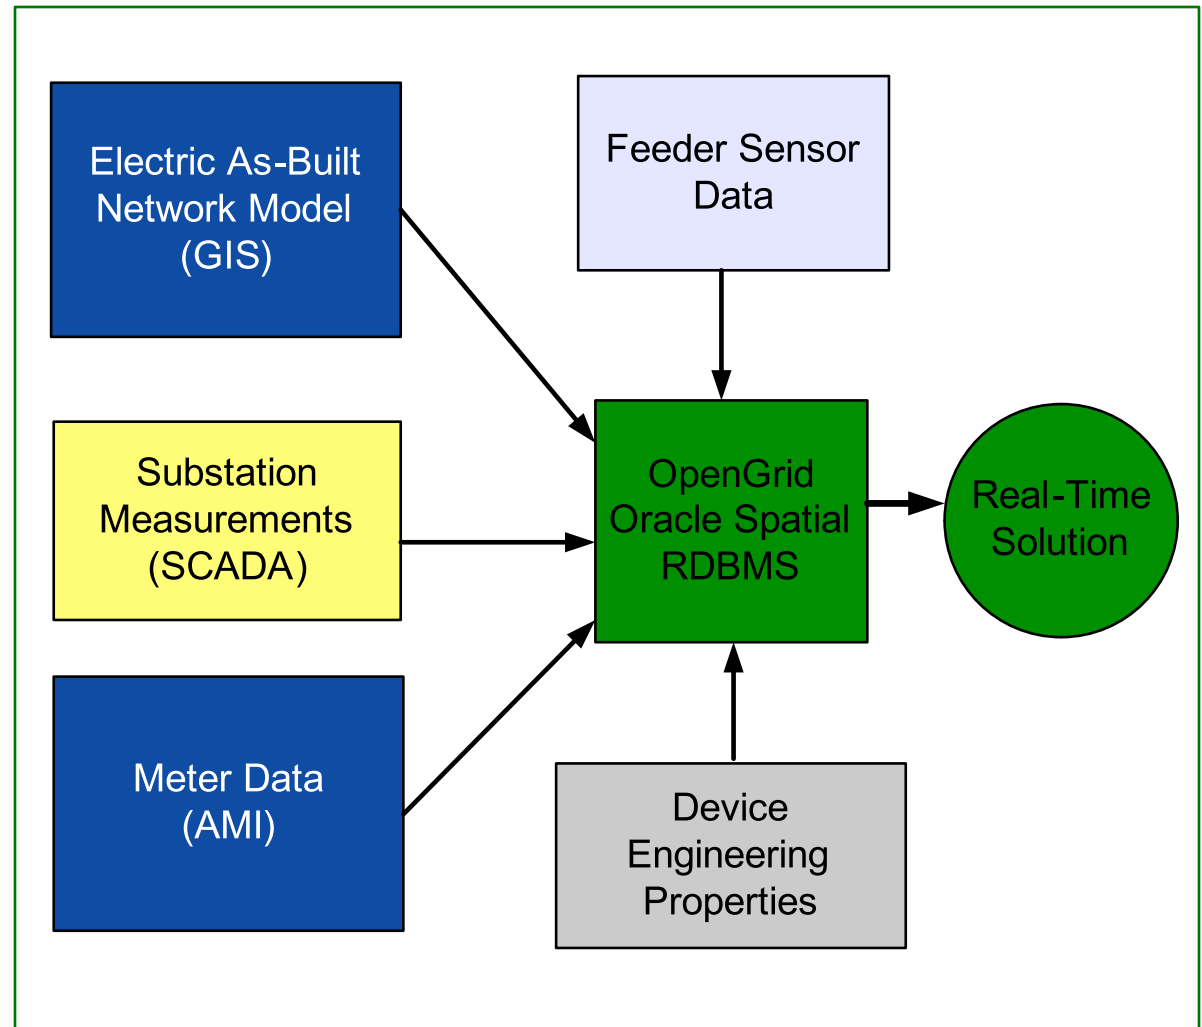 Electric As-Built
Network Model
(GIS)
Feeder Sensor
Data
Substation
Measurements
(SCADA)
OpenGrid
Oracle Spatial
RDBMS
Real-Time
Solution
Meter Data
(AMI)
Device
Engineering
Properties